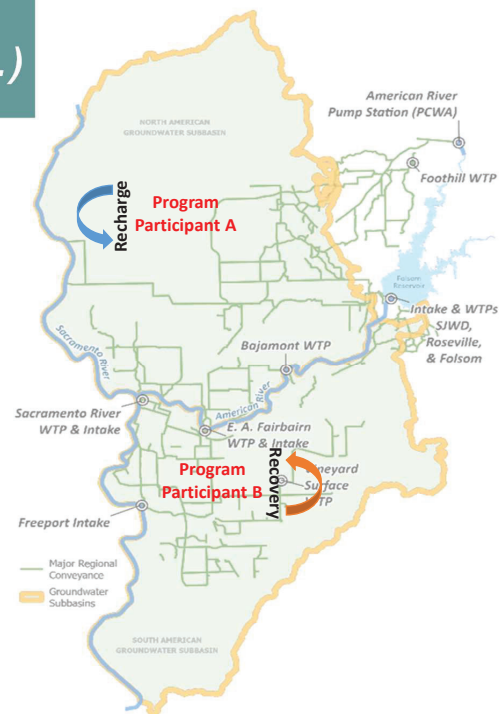 .)
American River
Pump Station (PCWA)
NORTH AMERICAN
GROUNDWATER SUBBASIN
Foothill WTP
Recharge
Program
Participant A
Folsom
Reservoir
Intake & WTPs
SJWD,
Roseville,
& Folsom
Sacramento River
Bajamont WTP
American River
Sacramento River
WTP & Intake
E. A. Fairbairn
WTP & Intake
Program
Participant B
Recovery
ineyard
Surface
WTP
Freeport Intake
Major Regional
Conveyance
Groundwater
Subbasins
SOUTH AMERICAN
GROUNDWATER SUBBASIN